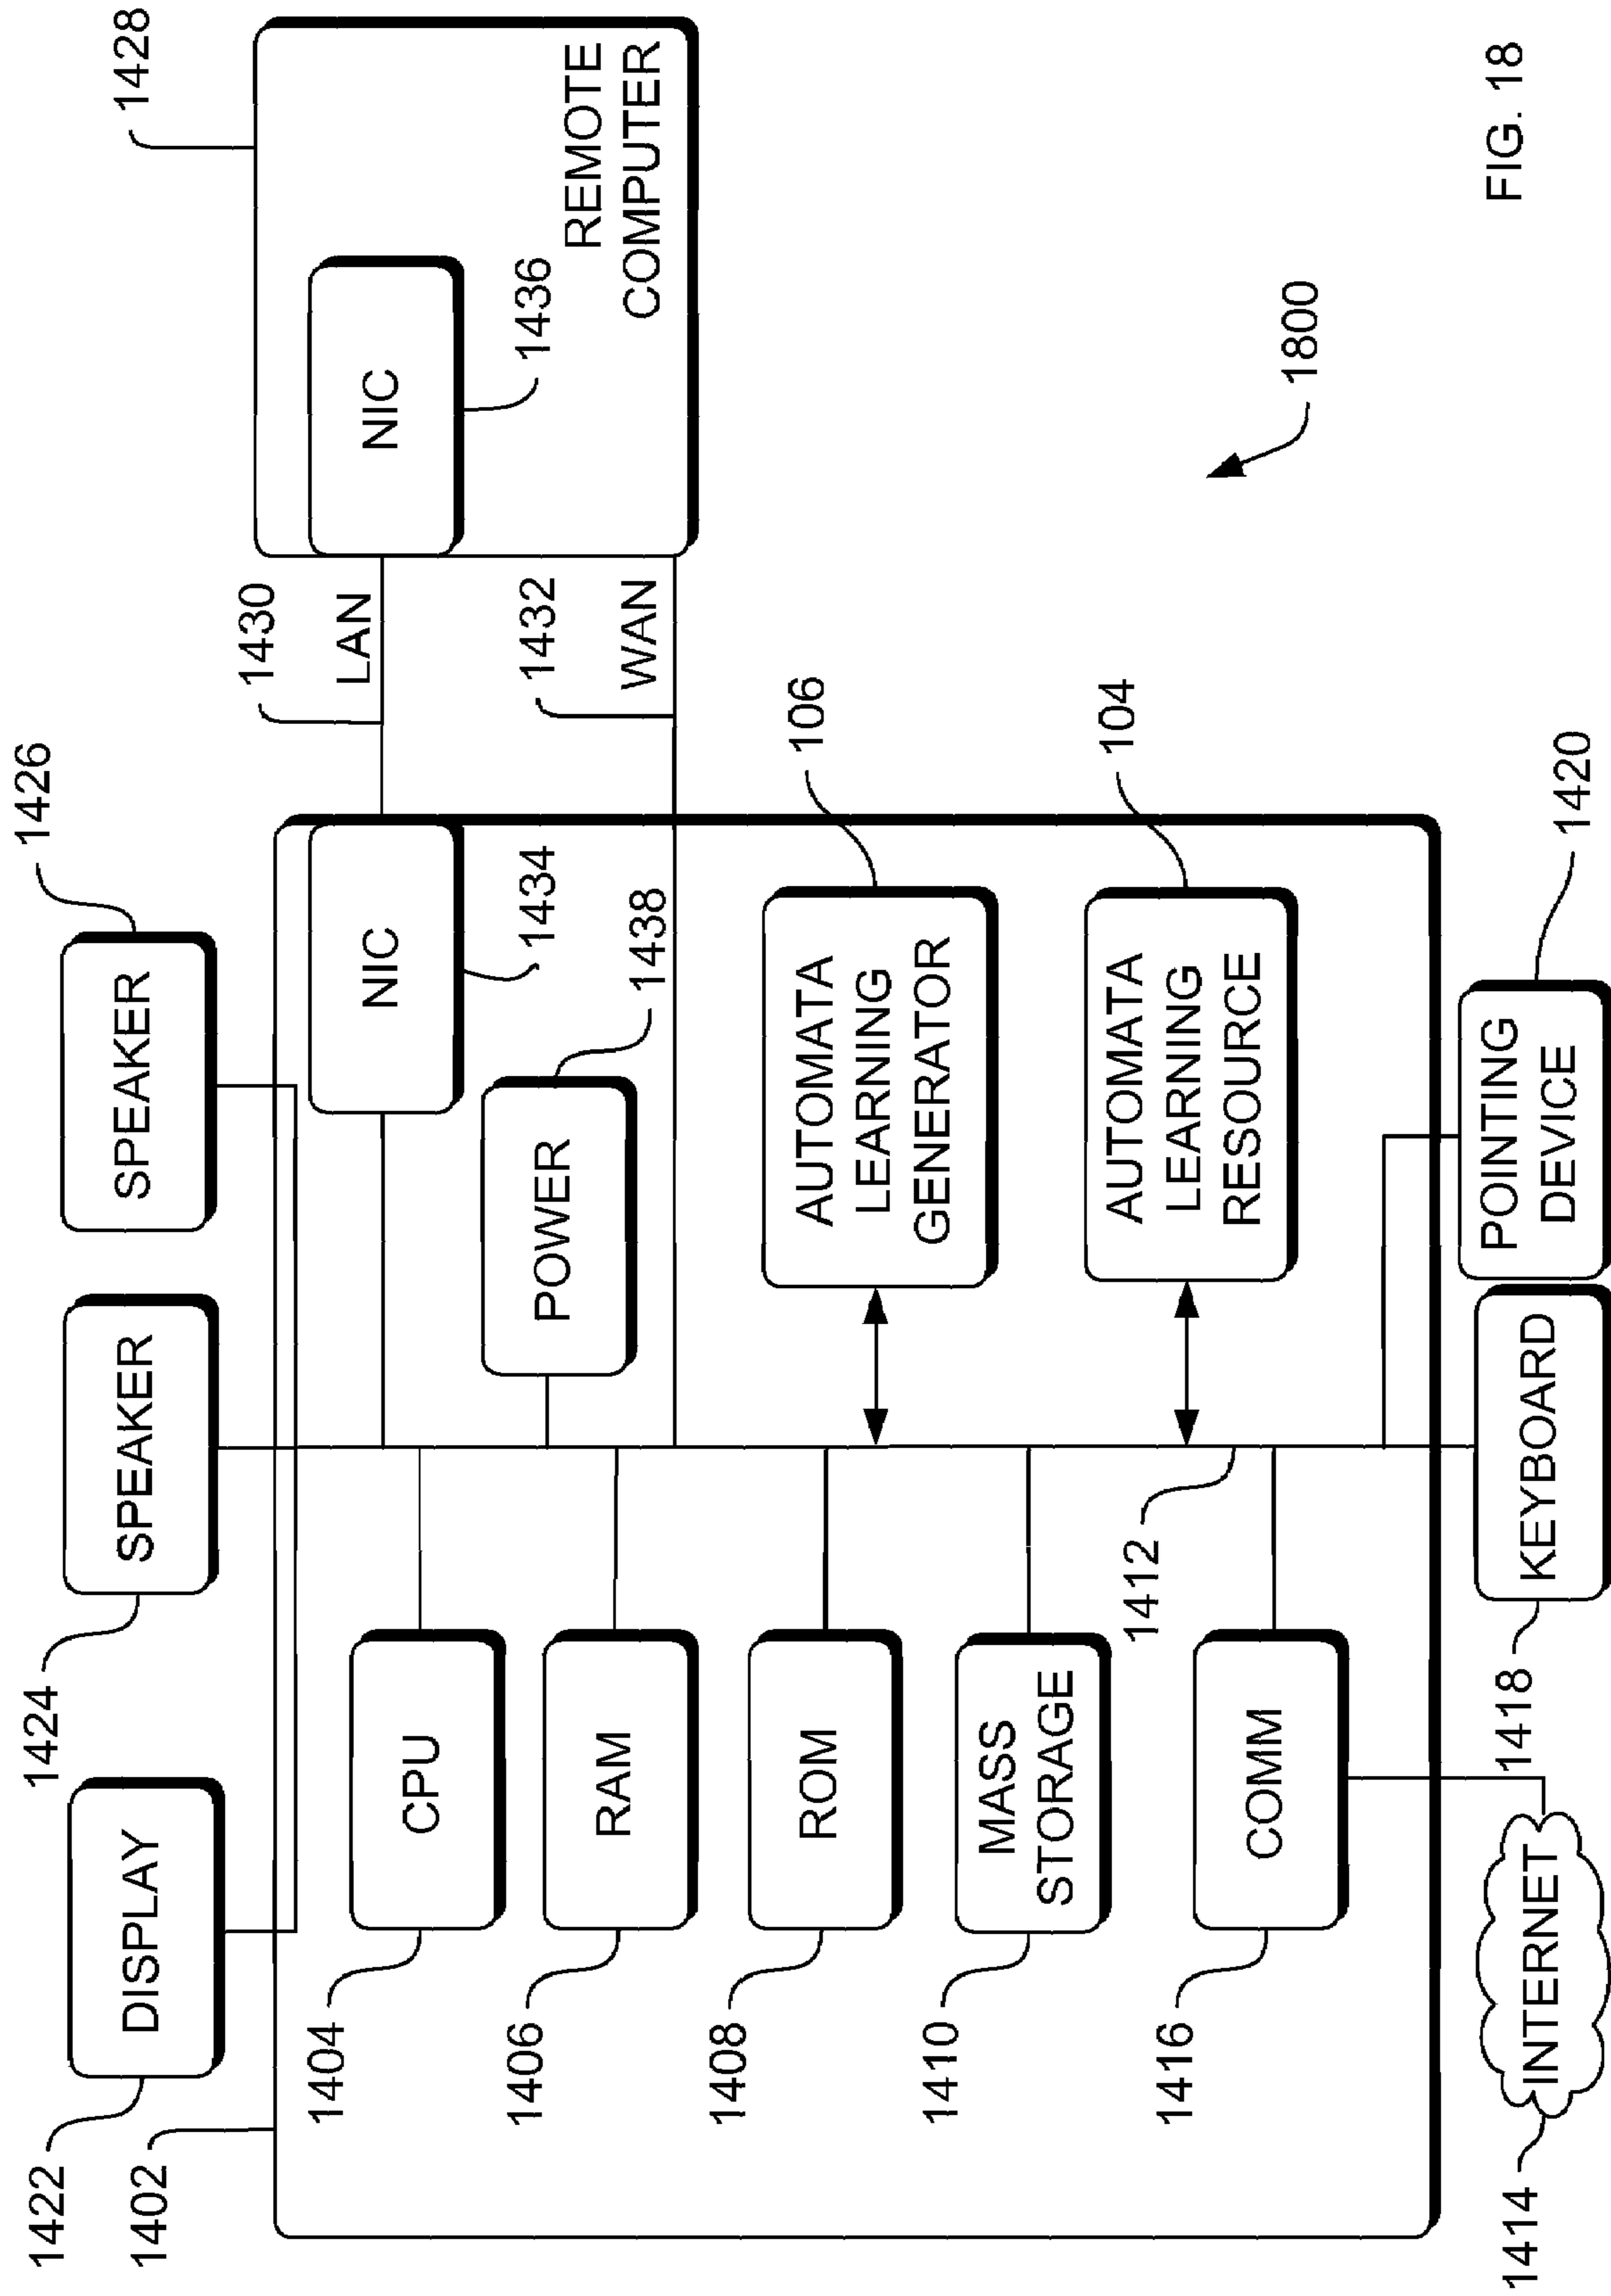 1422
1424
1426
1428
DISPLAY
SPEAKER
SPEAKER
1402
1404
CPU
NIC
1434
1430
LAN
NIC
1436
1406
RAM
POWER
1438
1432
WAN
REMOTE
COMPUTER
1408
ROM
AUTOMATA
LEARNING
GENERATOR
106
1410
MASS
STORAGE
1412
AUTOMATA
LEARNING
RESOURCE
104
1416
COMM
1800
1414
INTERNET
1418
KEYBOARD
POINTING
DEVICE
1420
FIG. 18